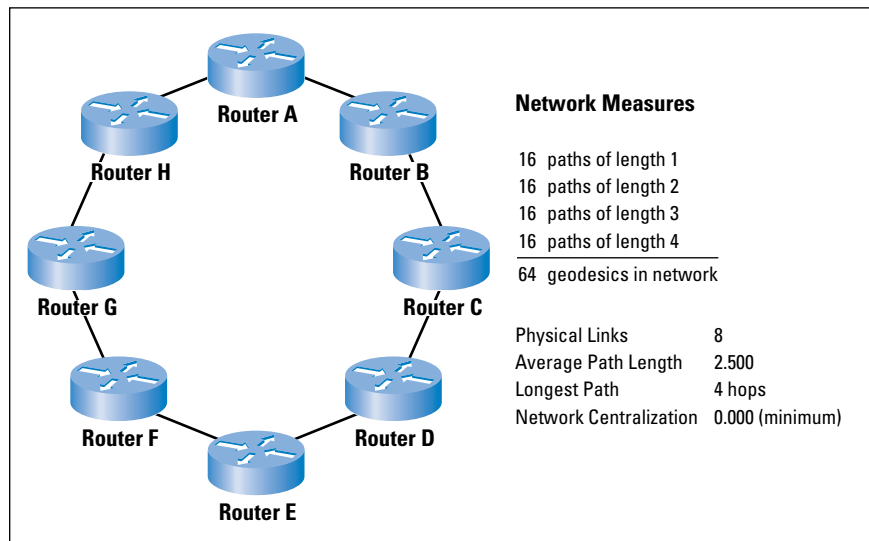 Router A
Router H
Router B
Router G
Router C
Router F
Router D
Router E
Network Measures
16 paths of length 1
16 paths of length 2
16 paths of length 3
16 paths of length 4
64 geodesics in network
Physical Links 8
Average Path Length 2.500
Longest Path 4 hops
Network Centralization 0.000 (minimum)